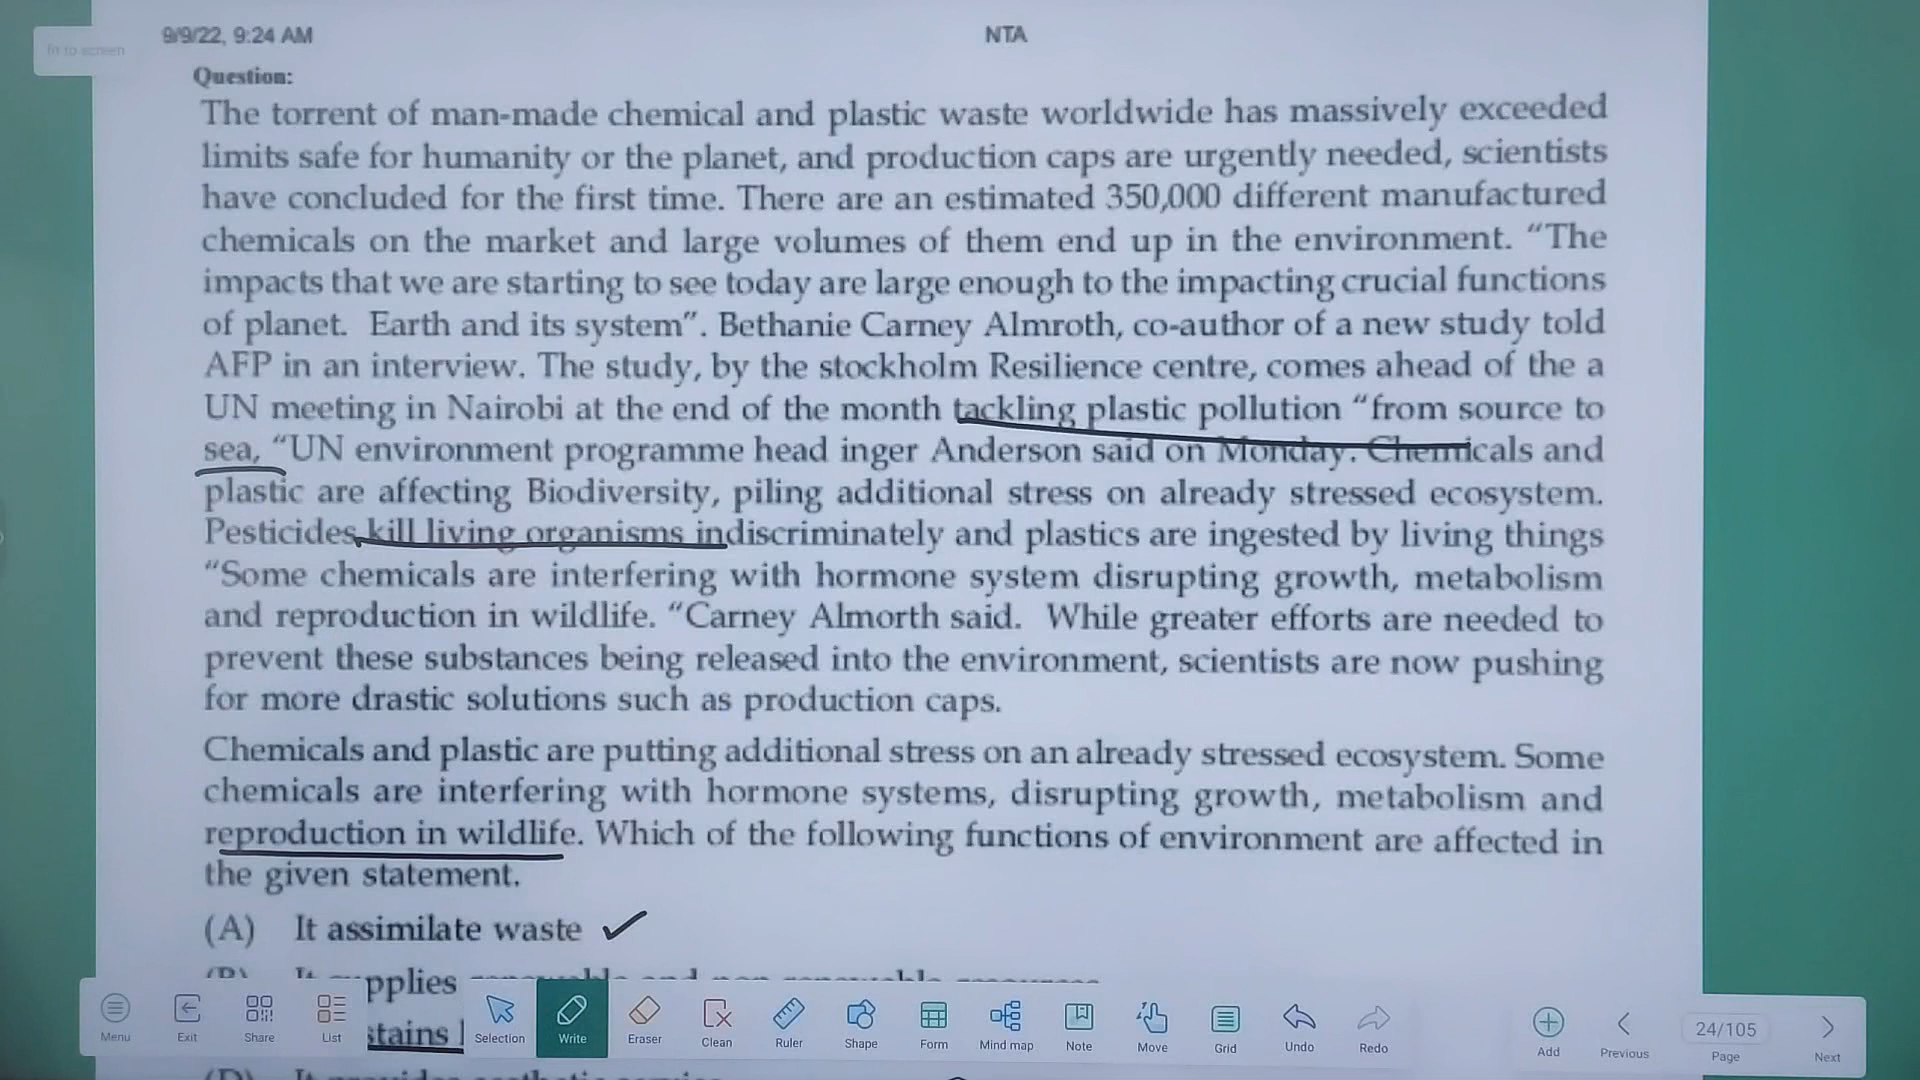 9/9/22, 9:24 AM
NTA
fit to screen
Question:
The torrent of man-made chemical and plastic waste worldwide has massively exceeded
limits safe for humanity or the planet, and production caps are urgently needed, scientists
have concluded for the first time. There are an estimated 350,000 different manufactured
chemicals on the market and large volumes of them end up in the environment. “The
impacts that we are starting to see today are large enough to the impacting crucial functions
of planet. Earth and its system”. Bethanie Carney Almroth, co-author of a new study told
AFP in an interview. The study, by the stockholm Resilience centre, comes ahead of the a
UN meeting in Nairobi at the end of the month tackling plastic pollution “from source to
sea, “UN environment programme head inger Anderson said on Monday. Chemicals and
plastic are affecting Biodiversity, piling additional stress on already stressed ecosystem.
Pesticides kill living organisms indiscriminately and plastics are ingested by living things
“Some chemicals are interfering with hormone system disrupting growth, metabolism
and reproduction in wildlife. “Carney Almorth said. While greater efforts are needed to
prevent these substances being released into the environment, scientists are now pushing
for more drastic solutions such as production caps.
Chemicals and plastic are putting additional stress on an already stressed ecosystem. Some
chemicals are interfering with hormone systems, disrupting growth, metabolism and
reproduction in wildlife. Which of the following functions of environment are affected in
the given statement.
(A) It assimilate waste
(B) It pplies renewable and non renewable resources
stains
(D) It provides aesthetic service
Menu Exit Share List Selection Write Eraser Clean Ruler Shape Form Mind map Note Move Grid Undo Redo Add Previous 24/105 Page Next